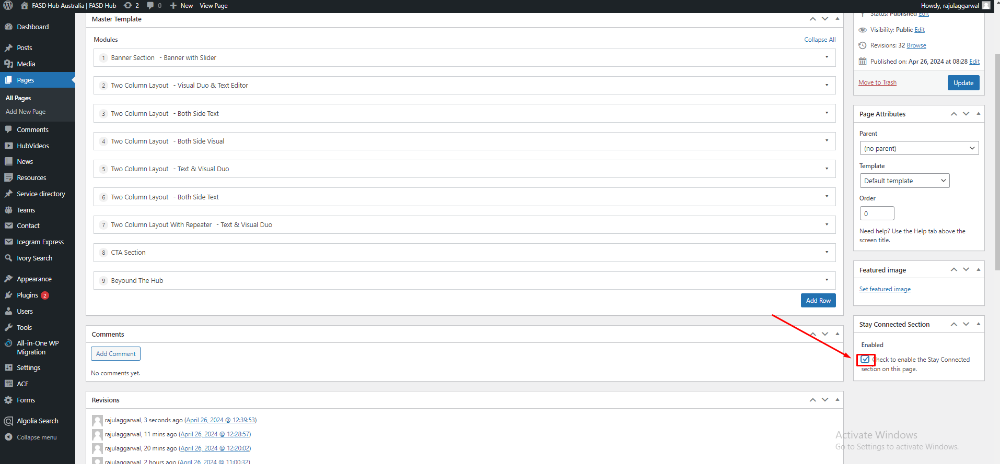 FASD Hub Australia | FASD Hub
2
0
New
View Page
Howdy, rajulaggarwal
Dashboard
Posts
Media
Pages
All Pages
Add New Page
Comments
HubVideos
News
Resources
Service directory
Teams
Contact
Icegram Express
Ivory Search
Appearance
Plugins 2
Users
Tools
All-in-One WP
Migration
Settings
ACF
Forms
Algolia Search
Collapse menu
Master Template
Modules
Collapse All
1 Banner Section - Banner with Slider
2 Two Column Layout - Visual Duo & Text Editor
3 Two Column Layout - Both Side Text
4 Two Column Layout - Both Side Visual
5 Two Column Layout - Text & Visual Duo
6 Two Column Layout - Both Side Text
7 Two Column Layout With Repeater - Text & Visual Duo
8 CTA Section
9 Beyound The Hub
Add Row
Comments
Add Comment
No comments yet.
Revisions
rajulaggarwal, 3 seconds ago (April 26, 2024 @ 12:39:53)
rajulaggarwal, 11 mins ago (April 26, 2024 @ 12:28:57)
rajulaggarwal, 20 mins ago (April 26, 2024 @ 12:20:02)
rajulaggarwal, 2 hours ago (April 26, 2024 @ 11:00:32)
Status: Published Edit
Visibility: Public Edit
Revisions: 32 Browse
Published on: Apr 26, 2024 at 08:28 Edit
Move to Trash
Update
Page Attributes
Parent
(no parent)
Template
Default template
Order
0
Need help? Use the Help tab above the
screen title.
Featured image
Set featured image
Stay Connected Section
Enabled
Check to enable the Stay Connected
section on this page.
Activate Windows
Go to Settings to activate Windows.